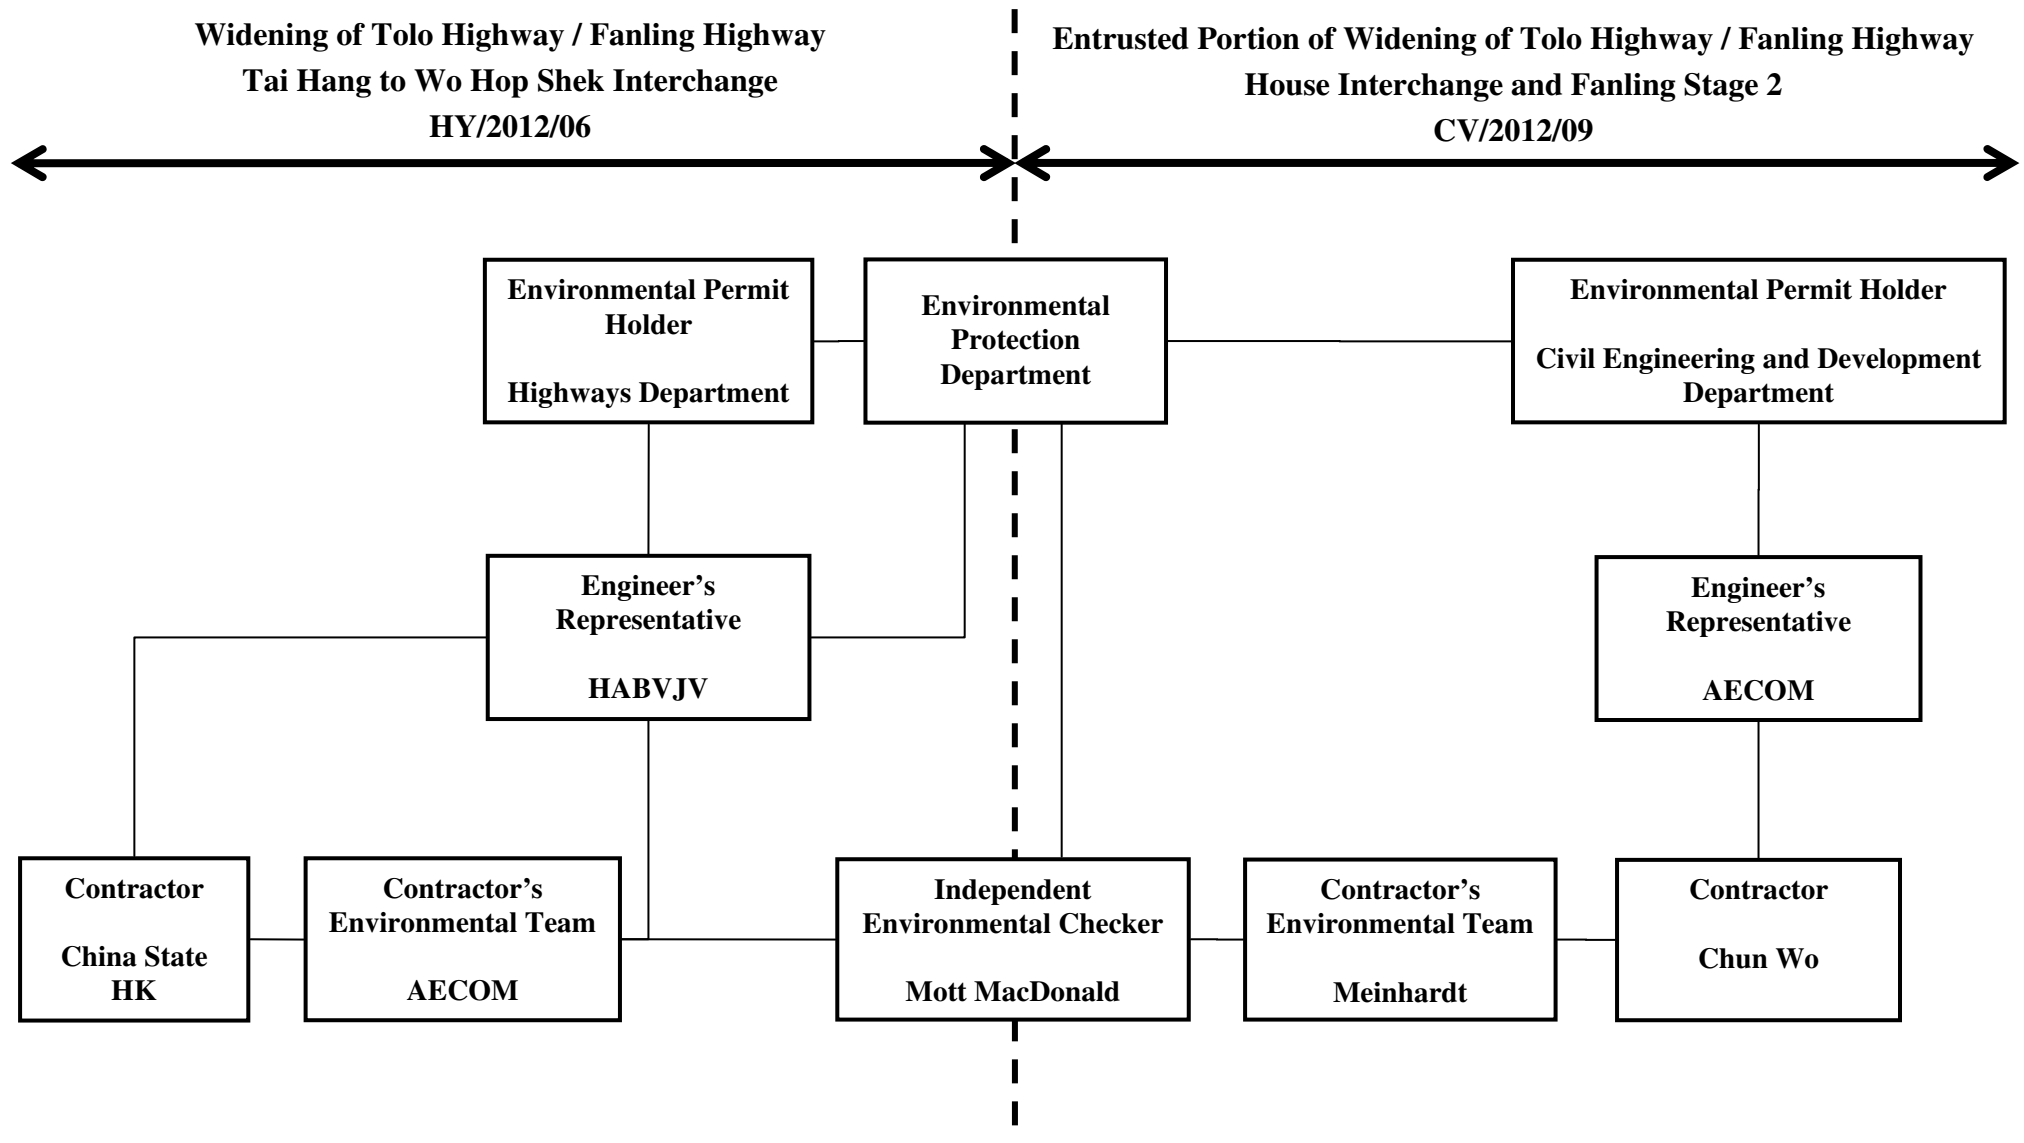 Widening of Tolo Highway / Fanling Highway
Tai Hang to Wo Hop Shek Interchange
HY/2012/06
Entrusted Portion of Widening of Tolo Highway / Fanling Highway
House Interchange and Fanling Stage 2
CV/2012/09
Environmental Permit
Holder
Highways Department
Environmental
Protection
Department
Environmental Permit Holder
Civil Engineering and Development
Department
Engineer’s
Representative
HABVJV
Engineer’s
Representative
AECOM
Contractor
China State
HK
Contractor’s
Environmental Team
AECOM
Independent
Environmental Checker
Mott MacDonald
Contractor’s
Environmental Team
Meinhardt
Contractor
Chun Wo